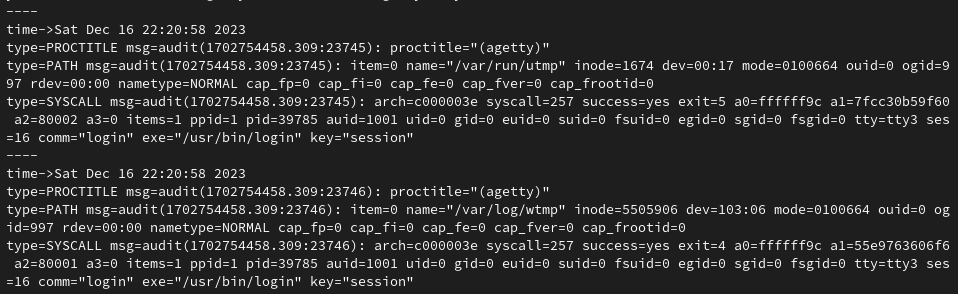 ----
time->Sat Dec 16 22:20:58 2023
type=PROCTITLE msg=audit(1702754458.309:23745): proctitle="(agetty)"
type=PATH msg=audit(1702754458.309:23745): item=0 name="/var/run/utmp" inode=1674 dev=00:17 mode=0100664 ouid=0 ogid=9
97 rdev=00:00 nametype=NORMAL cap_fp=0 cap_fi=0 cap_fe=0 cap_fver=0 cap_frootid=0
type=SYSCALL msg=audit(1702754458.309:23745): arch=c000003e syscall=257 success=yes exit=5 a0=ffffff9c a1=7fcc30b59f60
 a2=80002 a3=0 items=1 ppid=1 pid=39785 auid=1001 uid=0 gid=0 euid=0 suid=0 fsuid=0 egid=0 sgid=0 fsgid=0 tty=tty3 ses
=16 comm="login" exe="/usr/bin/login" key="session"
----
time->Sat Dec 16 22:20:58 2023
type=PROCTITLE msg=audit(1702754458.309:23746): proctitle="(agetty)"
type=PATH msg=audit(1702754458.309:23746): item=0 name="/var/log/wtmp" inode=5505906 dev=103:06 mode=0100664 ouid=0 og
id=997 rdev=00:00 nametype=NORMAL cap_fp=0 cap_fi=0 cap_fe=0 cap_fver=0 cap_frootid=0
type=SYSCALL msg=audit(1702754458.309:23746): arch=c000003e syscall=257 success=yes exit=4 a0=ffffff9c a1=55e9763606f6
 a2=80001 a3=0 items=1 ppid=1 pid=39785 auid=1001 uid=0 gid=0 euid=0 suid=0 fsuid=0 egid=0 sgid=0 fsgid=0 tty=tty3 ses
=16 comm="login" exe="/usr/bin/login" key="session"